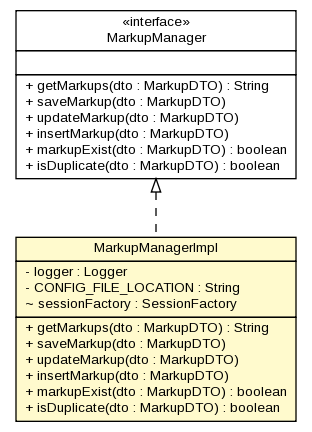 «interface»
MarkupManager
+ getMarkups(dto : MarkupDTO) : String
+ saveMarkup(dto : MarkupDTO)
+ updateMarkup(dto : MarkupDTO)
+ insertMarkup(dto : MarkupDTO)
+ markupExist(dto : MarkupDTO) : boolean
+ isDuplicate(dto : MarkupDTO) : boolean
MarkupManagerImpl
- logger : Logger
- CONFIG_FILE_LOCATION : String
~ sessionFactory : SessionFactory
+ getMarkups(dto : MarkupDTO) : String
+ saveMarkup(dto : MarkupDTO)
+ updateMarkup(dto : MarkupDTO)
+ insertMarkup(dto : MarkupDTO)
+ markupExist(dto : MarkupDTO) : boolean
+ isDuplicate(dto : MarkupDTO) : boolean